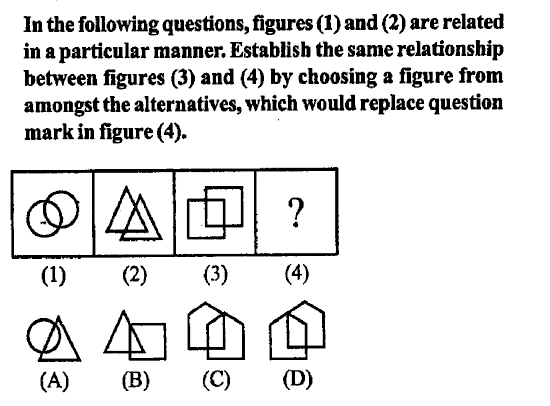 In the following questions, figures (1) and (2) are related
in a particular manner. Establish the same relationship
between figures (3) and (4) by choosing a figure from
amongst the alternatives, which would replace question
mark in figure (4).
?
(1) (2) (3) (4)
(A) (B) (C) (D)